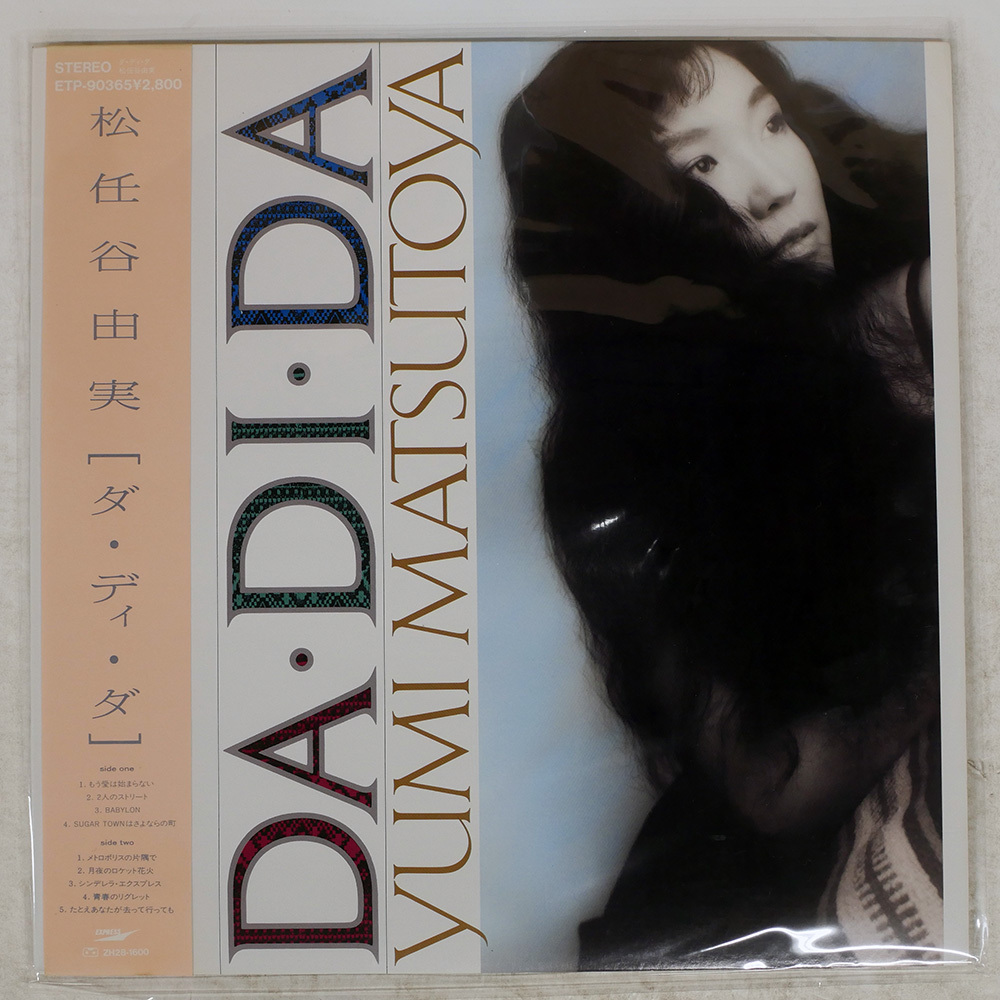 STEREO
ETP-90365 ¥2,800
松任谷由実[ダ・ディ・ダ]
side one
1. もう愛は始まらない
2. 2人のストリート
3. BABYLON
4. SUGAR TOWNはさよならの町
side two
1. メトロポリスの片隅で
2. 月夜のロケット花火
3. シンデレラ・エクスプレス
4. 青春のリグレット
5. たとえあなたが去って行っても
EXPRESS
ZH28-1600
DA・DI・DA
YUMI MATSUTOYA